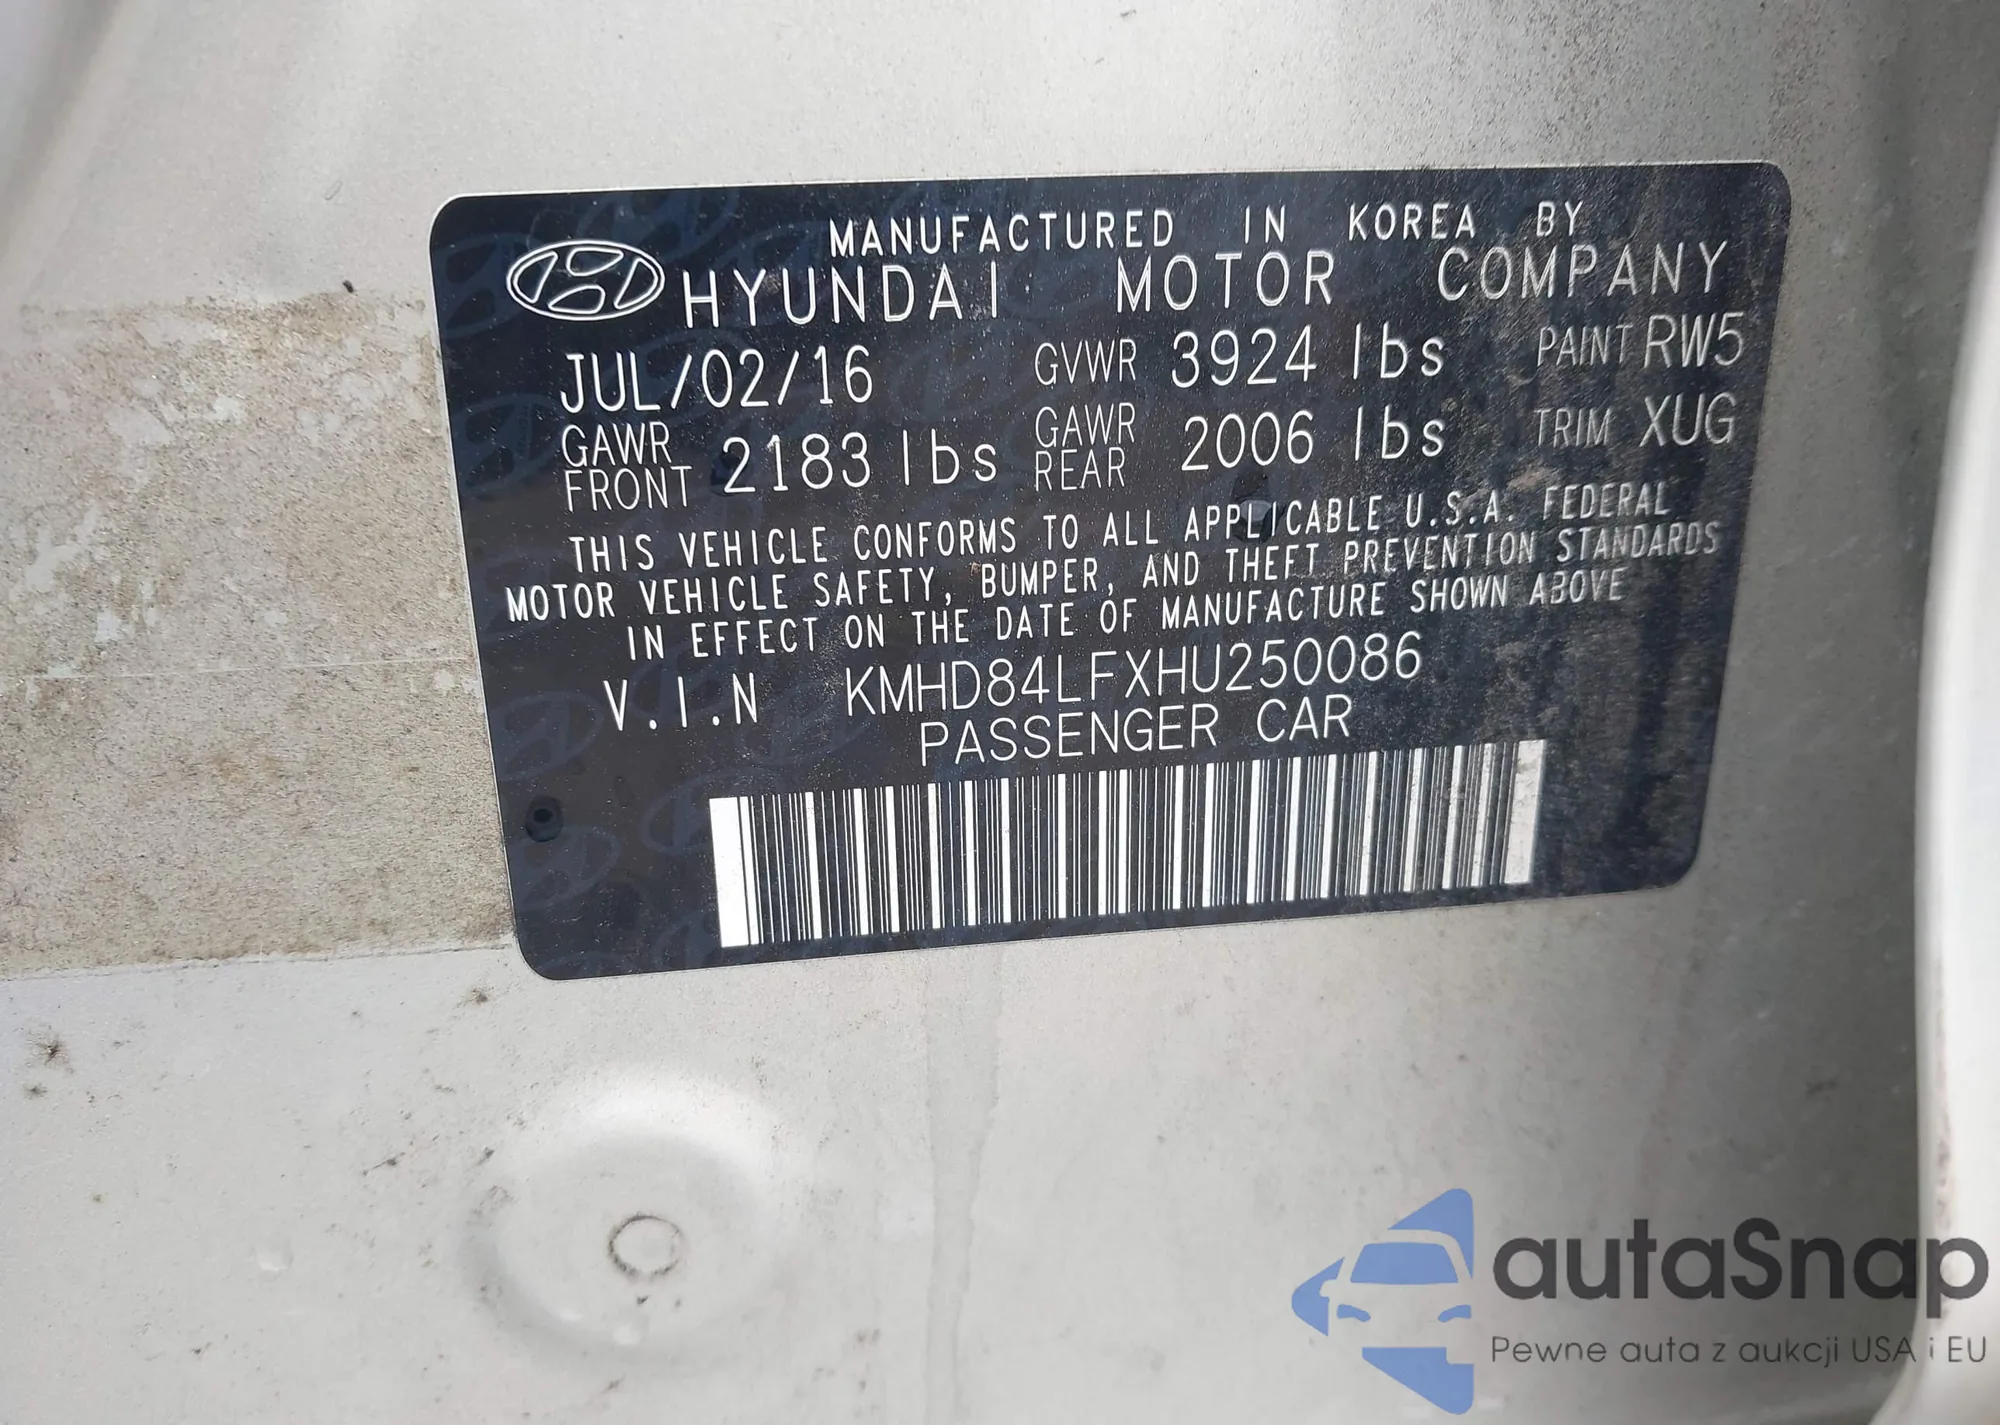 MANUFACTURED IN KOREA BY
HYUNDAI MOTOR COMPANY
JUL/02/16 GVWR 3924 lbs PAINT RW5
GAWR FRONT 2183 lbs GAWR REAR 2006 lbs TRIM XUG
THIS VEHICLE CONFORMS TO ALL APPLICABLE U.S.A. FEDERAL
MOTOR VEHICLE SAFETY, BUMPER, AND THEFT PREVENTION STANDARDS
IN EFFECT ON THE DATE OF MANUFACTURE SHOWN ABOVE
V.I.N KMHD84LFXHU250086
PASSENGER CAR
autaSnap
Pewne auta z aukcji USA i EU